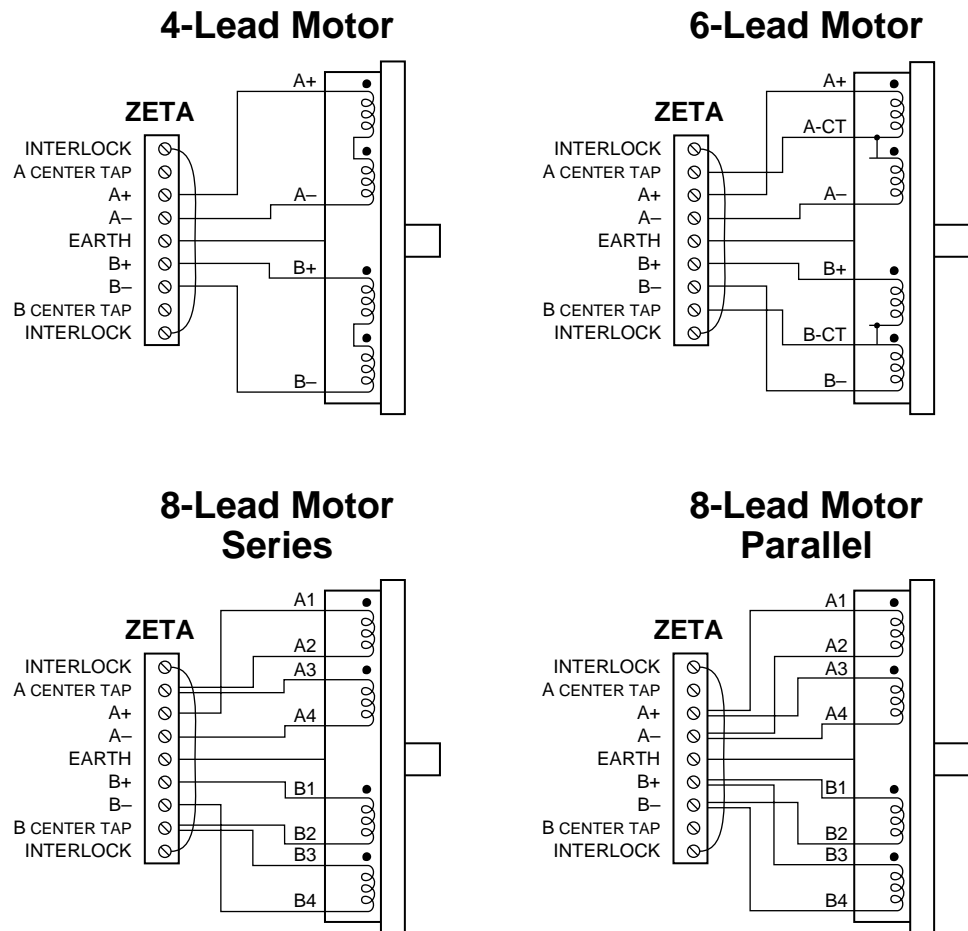 4-Lead Motor
ZETA
INTERLOCK
A CENTER TAP
A+
A–
EARTH
B+
B–
B CENTER TAP
INTERLOCK
A+
A–
B+
B–
6-Lead Motor
ZETA
INTERLOCK
A CENTER TAP
A+
A–
EARTH
B+
B–
B CENTER TAP
INTERLOCK
A+
A-CT
A–
B+
B-CT
B–
8-Lead Motor
Series
ZETA
INTERLOCK
A CENTER TAP
A+
A–
EARTH
B+
B–
B CENTER TAP
INTERLOCK
A1
A2
A3
A4
B1
B2
B3
B4
8-Lead Motor
Parallel
ZETA
INTERLOCK
A CENTER TAP
A+
A–
EARTH
B+
B–
B CENTER TAP
INTERLOCK
A1
A2
A3
A4
B1
B2
B3
B4